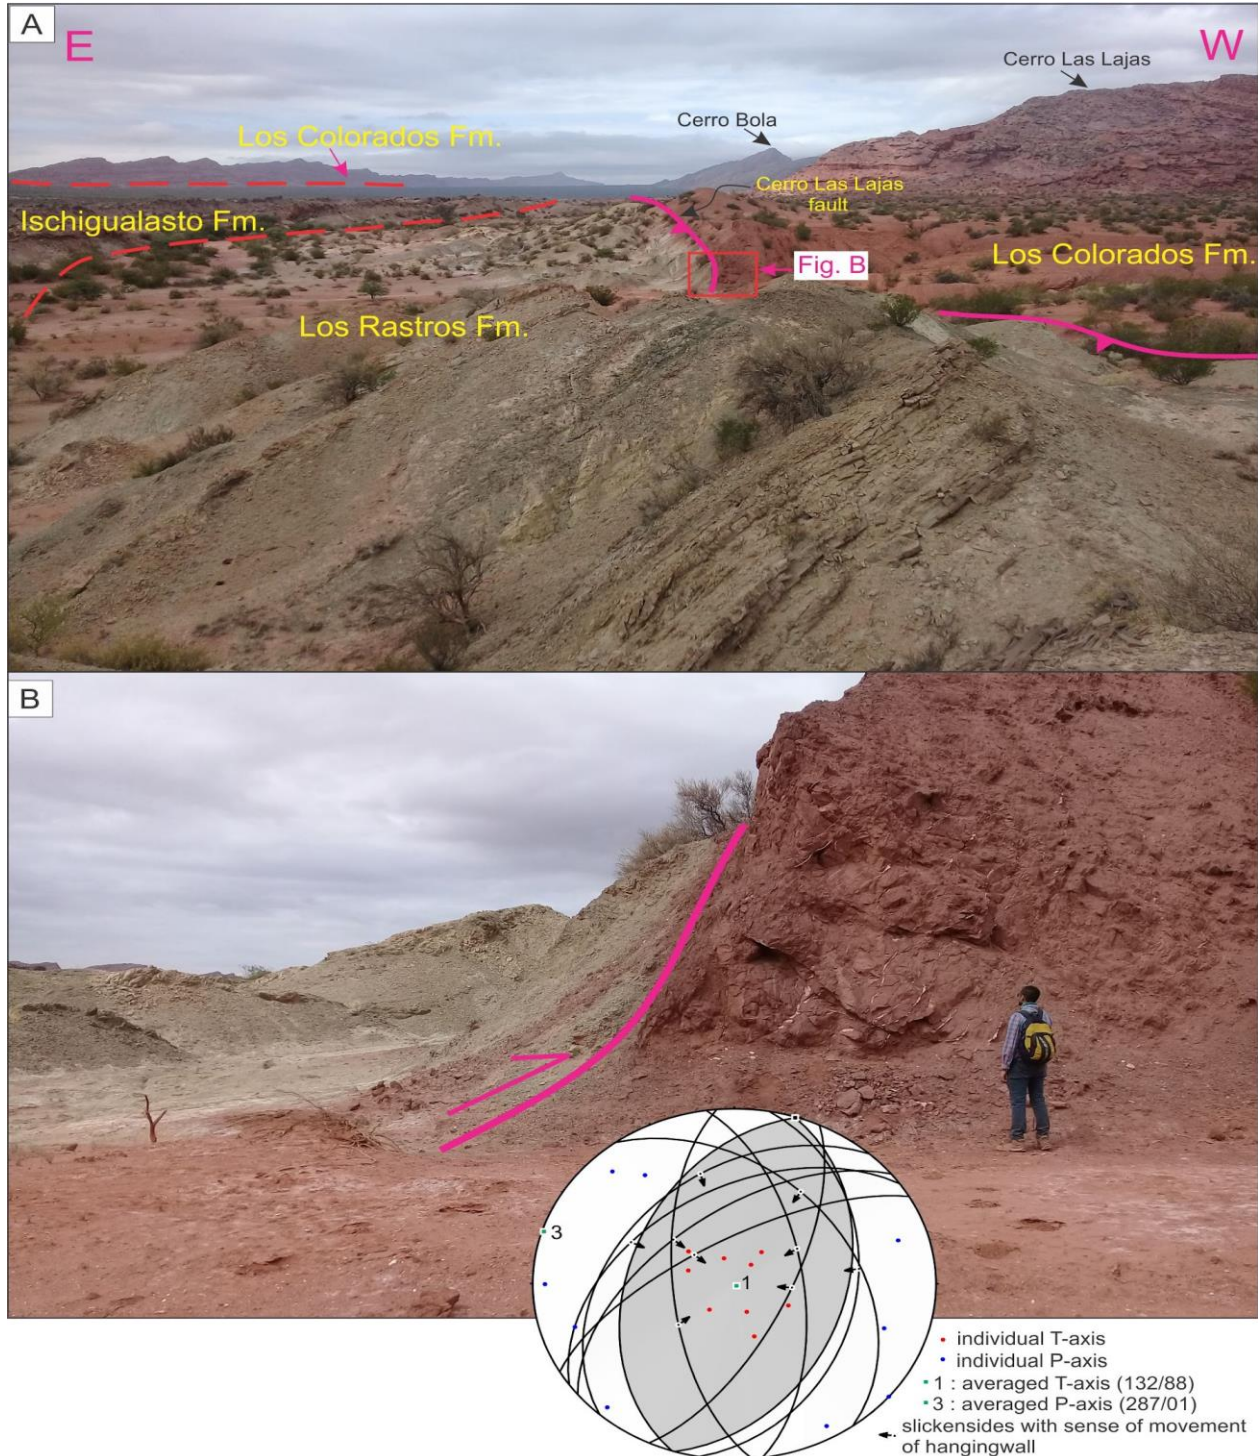 A
E
W
Cerro Las Lajas
Cerro Bola
Los Colorados Fm.
Cerro Las Lajas
fault
Ischigualasto Fm.
Los Colorados Fm.
Fig. B
Los Rastros Fm.
B
3
1
individual T-axis
individual P-axis
1 : averaged T-axis (132/88)
3 : averaged P-axis (287/01)
slickensides with sense of movement
of hangingwall